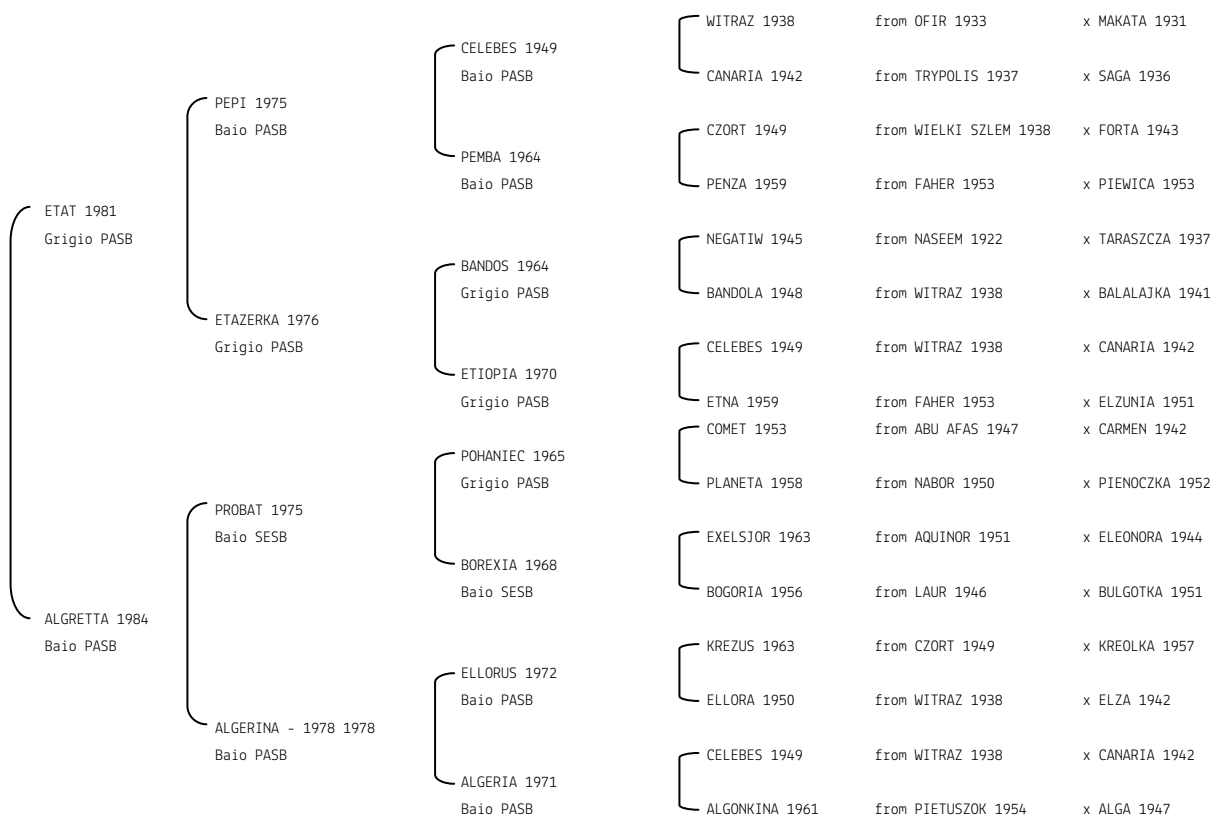 WITRAZ 1938 from OFIR 1933 x MAKATA 1931
CELEBES 1949
Baio PASB CANARIA 1942 from TRYPOLIS 1937 x SAGA 1936
PEPI 1975
Baio PASB CZORT 1949 from WIELKI SZLEM 1938 x FORTA 1943
PEMBA 1964
Baio PASB PENZA 1959 from FAHER 1953 x PIEWICA 1953
ETAT 1981
Grigio PASB NEGATIW 1945 from NASEEM 1922 x TARASZCZA 1937
BANDOS 1964
Grigio PASB BANDOLA 1948 from WITRAZ 1938 x BALALAJKA 1941
ETAZERKA 1976
Grigio PASB CELEBES 1949 from WITRAZ 1938 x CANARIA 1942
ETIOPIA 1970
Grigio PASB ETNA 1959 from FAHER 1953 x ELZUNIA 1951
COMET 1953 from ABU AFAS 1947 x CARMEN 1942
POHANIEC 1965
Grigio PASB PLANETA 1958 from NABOR 1950 x PIENOCZKA 1952
PROBAT 1975
Baio SESB EXELSJOR 1963 from AQUINOR 1951 x ELEONORA 1944
BOREXIA 1968
Baio SESB BOGORIA 1956 from LAUR 1946 x BULGOTKA 1951
ALGRETTA 1984
Baio PASB KREZUS 1963 from CZORT 1949 x KREOLKA 1957
ELLORUS 1972
Baio PASB ELLORA 1950 from WITRAZ 1938 x ELZA 1942
ALGERINA - 1978 1978
Baio PASB CELEBES 1949 from WITRAZ 1938 x CANARIA 1942
ALGERIA 1971
Baio PASB ALGONKINA 1961 from PIETUSZOK 1954 x ALGA 1947